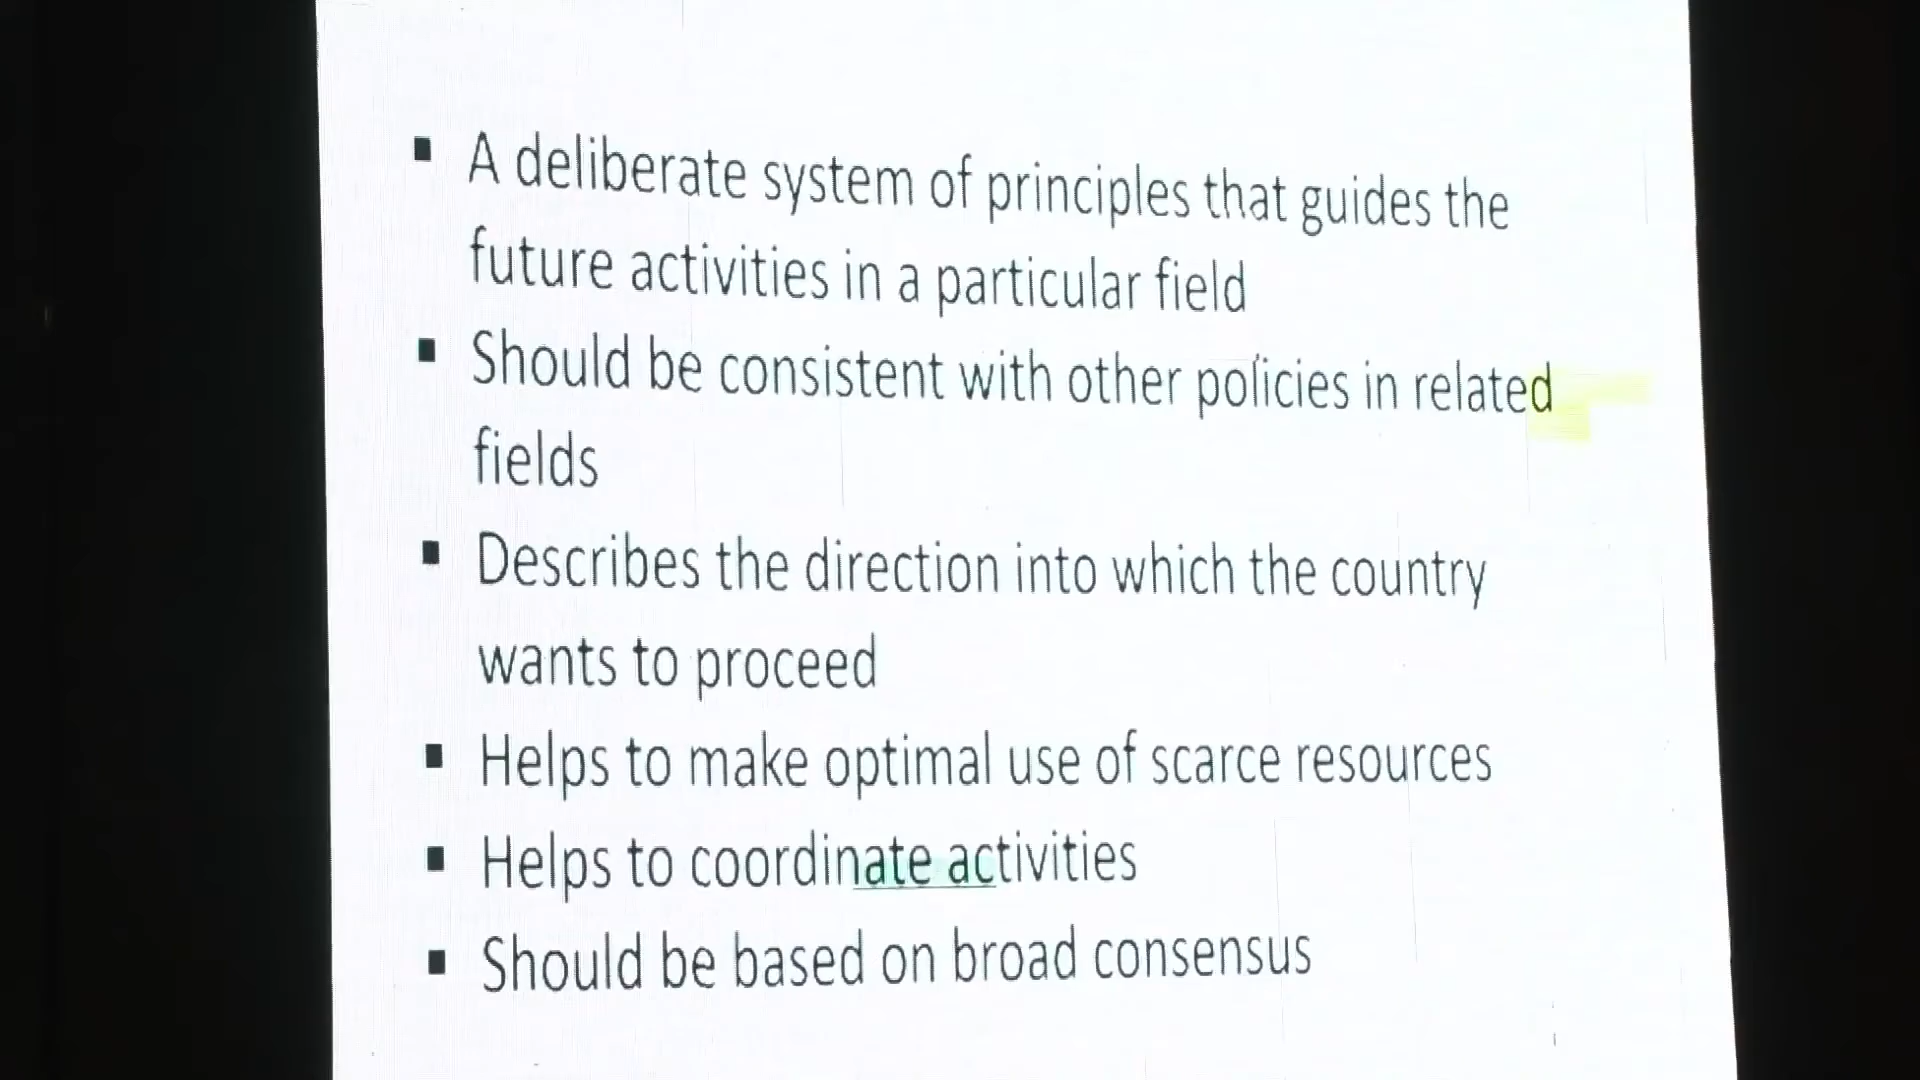 ▪ A deliberate system of principles that guides the
future activities in a particular field
▪ Should be consistent with other policies in related
fields
▪ Describes the direction into which the country
wants to proceed
▪ Helps to make optimal use of scarce resources
▪ Helps to coordinate activities
▪ Should be based on broad consensus